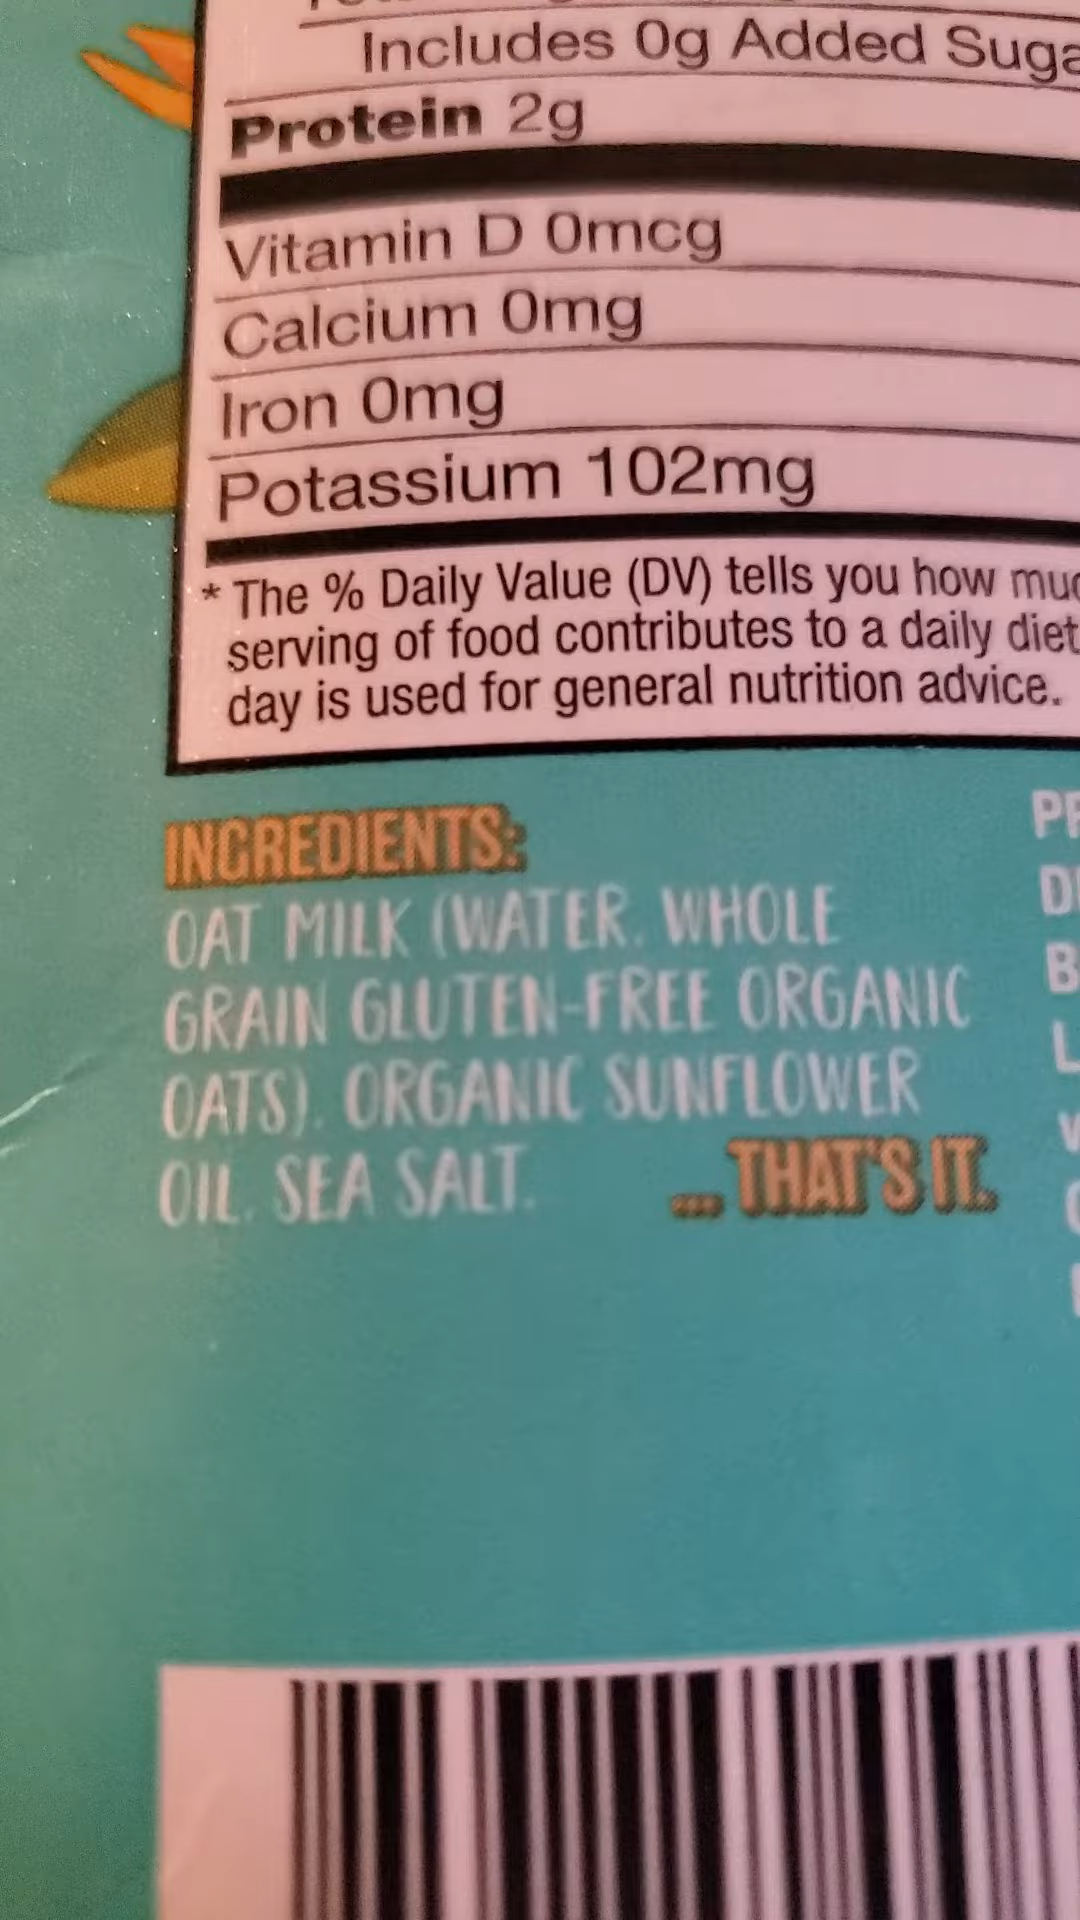 Includes 0g Added
Protein 2g
Vitamin D 0mcg
Calcium 0mg
Iron 0mg
Potassium 102mg
* The % Daily Value (DV) tells you how
serving of food contributes to a daily diet
day is used for general nutrition advice.
INGREDIENTS:
OAT MILK (WATER, WHOLE
GRAIN GLUTEN-FREE ORGANIC
OATS), ORGANIC SUNFLOWER
OIL, SEA SALT.
... THAT'S IT.